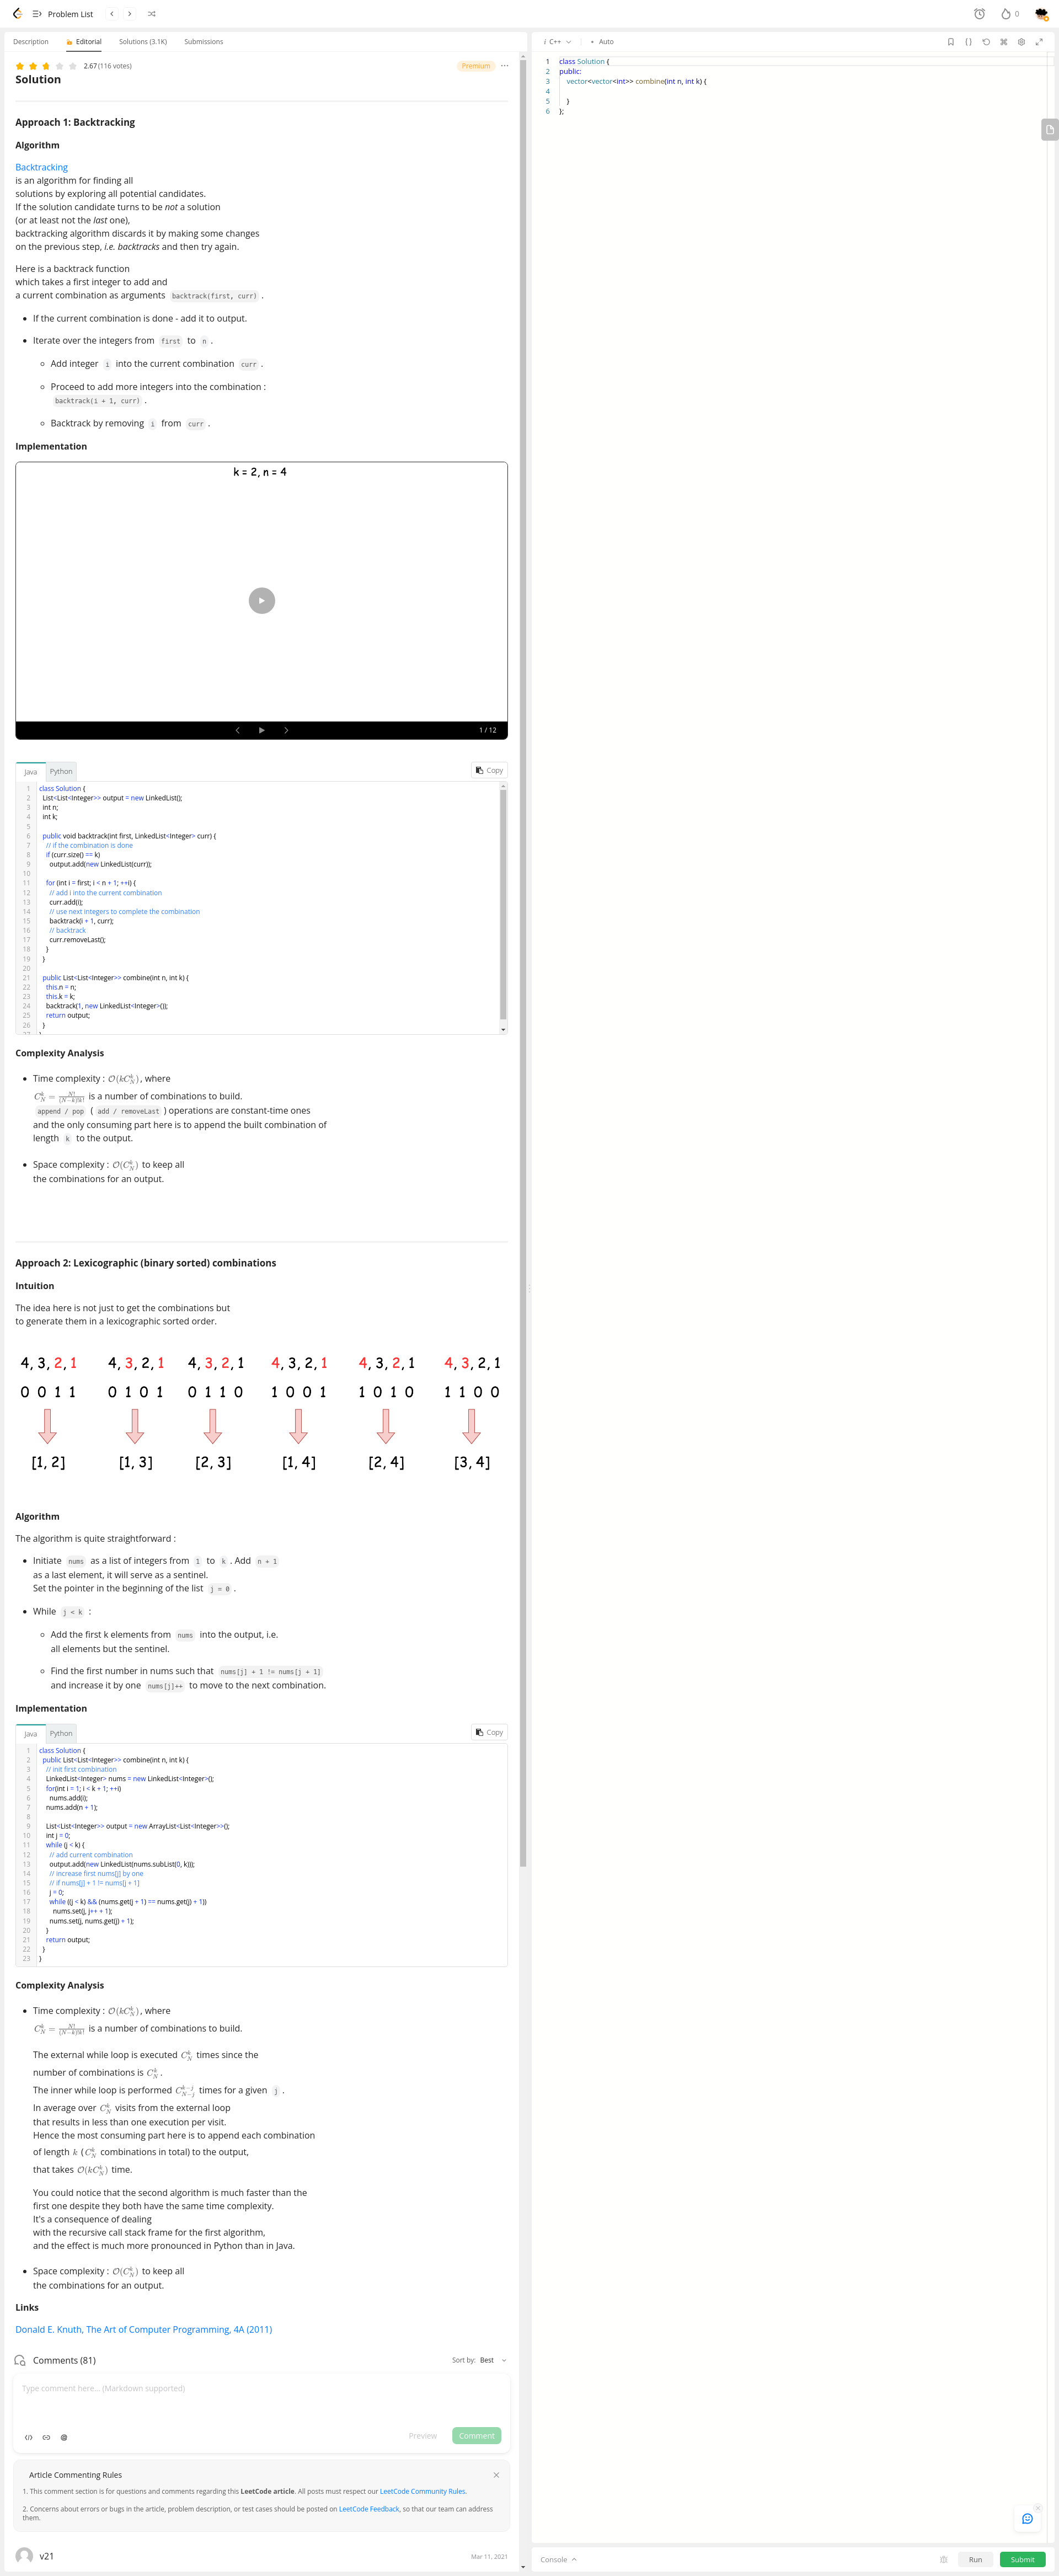 Problem List
0
Description
Editorial
Solutions (3.1K)
Submissions
2.67 (116 votes)
Premium
Solution
Approach 1: Backtracking
Algorithm
Backtracking
is an algorithm for finding all
solutions by exploring all potential candidates.
If the solution candidate turns to be not a solution
(or at least not the last one),
backtracking algorithm discards it by making some changes
on the previous step, i.e. backtracks and then try again.
Here is a backtrack function
which takes a first integer to add and
a current combination as arguments backtrack(first, curr) .
• If the current combination is done - add it to output.
• Iterate over the integers from first to n .
◦ Add integer i into the current combination curr .
◦ Proceed to add more integers into the combination :
backtrack(i + 1, curr) .
◦ Backtrack by removing i from curr .
Implementation
k = 2, n = 4
1 / 12
Java
Python
Copy
1 class Solution {
2 List<List<Integer>> output = new LinkedList();
3 int n;
4 int k;
5
6 public void backtrack(int first, LinkedList<Integer> curr) {
7 // if the combination is done
8 if (curr.size() == k)
9 output.add(new LinkedList(curr));
10
11 for (int i = first; i < n + 1; ++i) {
12 // add i into the current combination
13 curr.add(i);
14 // use next integers to complete the combination
15 backtrack(i + 1, curr);
16 // backtrack
17 curr.removeLast();
18 }
19 }
20
21 public List<List<Integer>> combine(int n, int k) {
22 this.n = n;
23 this.k = k;
24 backtrack(1, new LinkedList<Integer>());
25 return output;
26 }
27 }
Complexity Analysis
• Time complexity : O(kC_N^k), where
C_N^k = N!/((N−k)!k!) is a number of combinations to build.
append / pop ( add / removeLast ) operations are constant-time ones
and the only consuming part here is to append the built combination of
length k to the output.
• Space complexity : O(C_N^k) to keep all
the combinations for an output.
Approach 2: Lexicographic (binary sorted) combinations
Intuition
The idea here is not just to get the combinations but
to generate them in a lexicographic sorted order.
4, 3, 2, 1 4, 3, 2, 1 4, 3, 2, 1 4, 3, 2, 1 4, 3, 2, 1 4, 3, 2, 1
0 0 1 1 0 1 0 1 0 1 1 0 1 0 0 1 1 0 1 0 1 1 0 0
[1, 2] [1, 3] [2, 3] [1, 4] [2, 4] [3, 4]
Algorithm
The algorithm is quite straightforward :
• Initiate nums as a list of integers from 1 to k . Add n + 1
as a last element, it will serve as a sentinel.
Set the pointer in the beginning of the list j = 0 .
• While j < k :
◦ Add the first k elements from nums into the output, i.e.
all elements but the sentinel.
◦ Find the first number in nums such that nums[j] + 1 != nums[j + 1]
and increase it by one nums[j]++ to move to the next combination.
Implementation
Java
Python
Copy
1 class Solution {
2 public List<List<Integer>> combine(int n, int k) {
3 // init first combination
4 LinkedList<Integer> nums = new LinkedList<Integer>();
5 for(int i = 1; i < k + 1; ++i)
6 nums.add(i);
7 nums.add(n + 1);
8
9 List<List<Integer>> output = new ArrayList<List<Integer>>();
10 int j = 0;
11 while (j < k) {
12 // add current combination
13 output.add(new LinkedList(nums.subList(0, k)));
14 // increase first nums[j] by one
15 // if nums[j] + 1 != nums[j + 1]
16 j = 0;
17 while ((j < k) && (nums.get(j + 1) == nums.get(j) + 1))
18 nums.set(j, j++ + 1);
19 nums.set(j, nums.get(j) + 1);
20 }
21 return output;
22 }
23 }
Complexity Analysis
• Time complexity : O(kC_N^k), where
C_N^k = N!/((N−k)!k!) is a number of combinations to build.
The external while loop is executed C_N^k times since the
number of combinations is C_N^k.
The inner while loop is performed C_{N−j}^{k−j} times for a given j .
In average over C_N^k visits from the external loop
that results in less than one execution per visit.
Hence the most consuming part here is to append each combination
of length k (C_N^k combinations in total) to the output,
that takes O(kC_N^k) time.
You could notice that the second algorithm is much faster than the
first one despite they both have the same time complexity.
It's a consequence of dealing
with the recursive call stack frame for the first algorithm,
and the effect is much more pronounced in Python than in Java.
• Space complexity : O(C_N^k) to keep all
the combinations for an output.
Links
Donald E. Knuth, The Art of Computer Programming, 4A (2011)
Comments (81)
Sort by: Best
Type comment here... (Markdown supported)
Preview
Comment
Article Commenting Rules
1. This comment section is for questions and comments regarding this LeetCode article. All posts must respect our LeetCode Community Rules.
2. Concerns about errors or bugs in the article, problem description, or test cases should be posted on LeetCode Feedback, so that our team can address
them.
v21
Mar 11, 2021
i C++
• Auto
1 class Solution {
2 public:
3 vector<vector<int>> combine(int n, int k) {
4
5 }
6 };
Console
Run
Submit